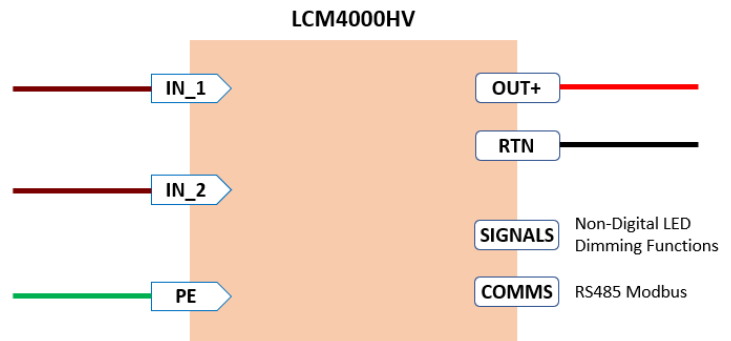 LCM4000HV
IN_1
IN_2
PE
OUT+
RTN
SIGNALS
Non-Digital LED
Dimming Functions
COMMS
RS485 Modbus